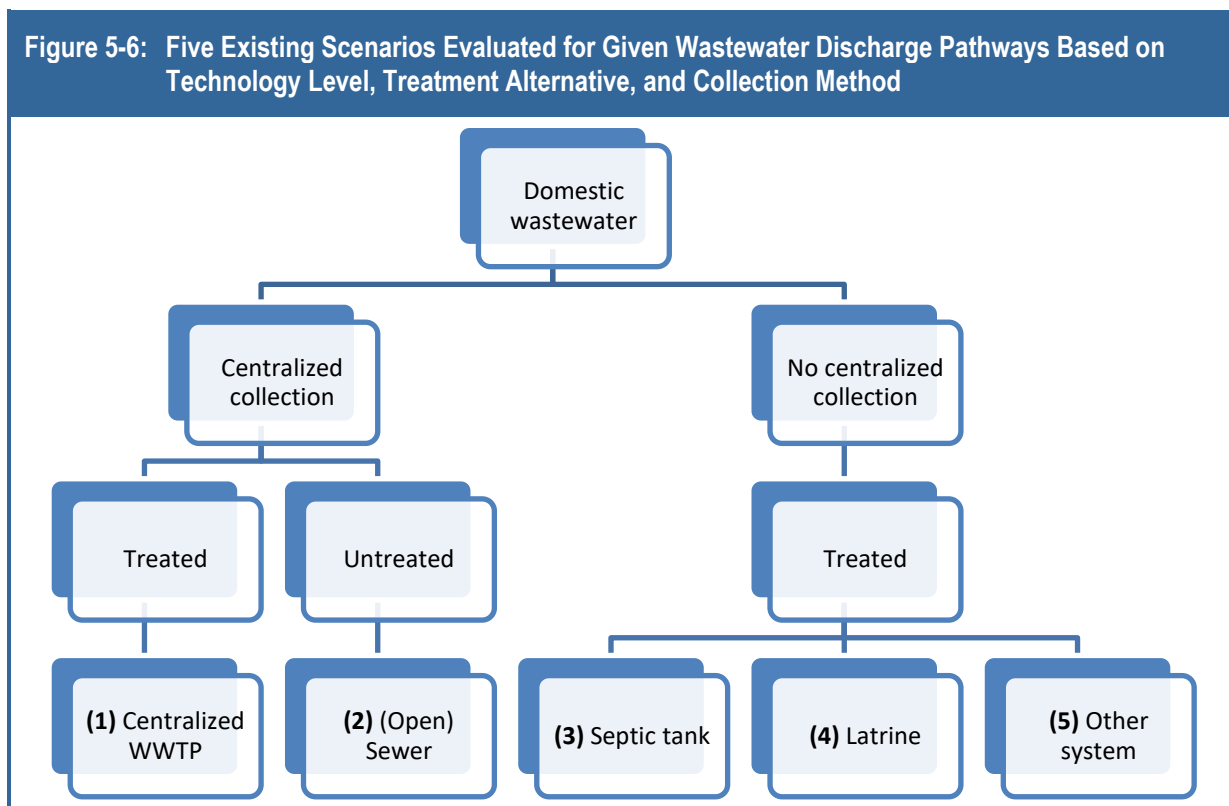 Figure 5-6: Five Existing Scenarios Evaluated for Given Wastewater Discharge Pathways Based on
Technology Level, Treatment Alternative, and Collection Method
Domestic
wastewater
Centralized
collection
No centralized
collection
Treated
Untreated
Treated
(1) Centralized
WWTP
(2) (Open)
Sewer
(3) Septic tank
(4) Latrine
(5) Other
system